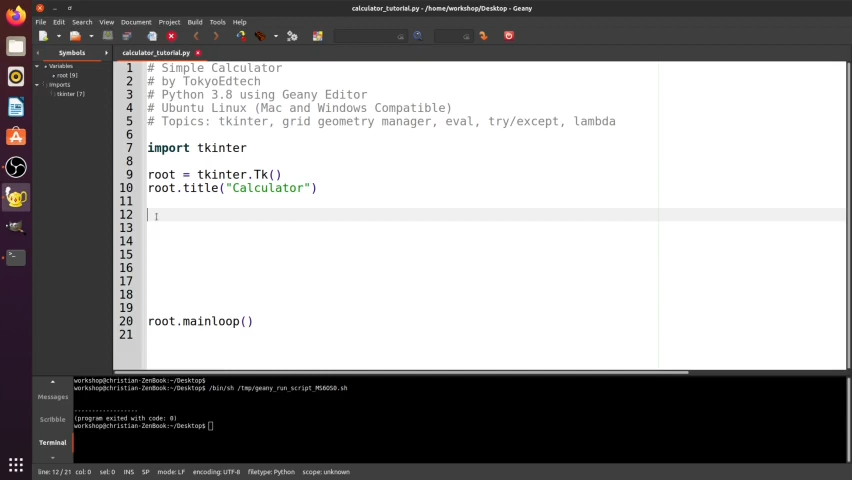 calculator_tutorial.py - /home/workshop/Desktop - Geany
File Edit Search View Document Project Build Tools Help
Symbols
calculator_tutorial.py
Variables
root [9]
Imports
tkinter [7]
1 # Simple Calculator
2 # by TokyoEdtech
3 # Python 3.8 using Geany Editor
4 # Ubuntu Linux (Mac and Windows Compatible)
5 # Topics: tkinter, grid geometry manager, eval, try/except, lambda
6
7 import tkinter
8
9 root = tkinter.Tk()
10 root.title("Calculator")
11
12
13
14
15
16
17
18
19
20 root.mainloop()
21
Messages
Scribble
Terminal
workshop@christian-ZenBook:~/Desktop$
workshop@christian-ZenBook:~/Desktop$ /bin/sh /tmp/geany_run_script_MS6OS0.sh
------------------
(program exited with code: 0)
workshop@christian-ZenBook:~/Desktop$
line: 12 / 21 col: 0 sel: 0 INS SP mode: LF encoding: UTF-8 filetype: Python scope: unknown